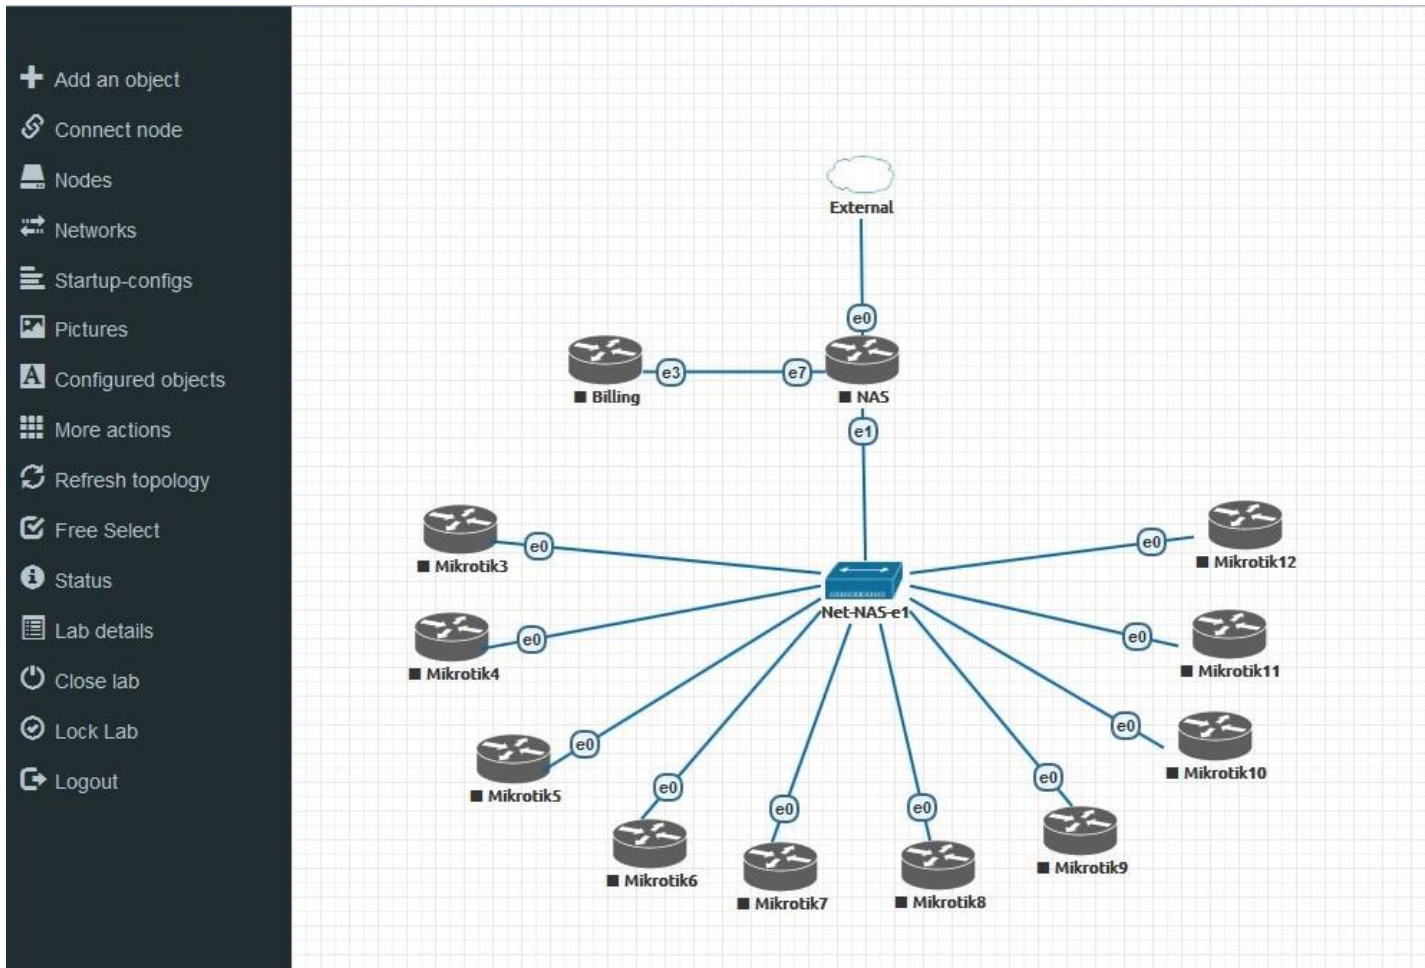 Add an object
Connect node
Nodes
Networks
Startup-configs
Pictures
Configured objects
More actions
Refresh topology
Free Select
Status
Lab details
Close lab
Lock Lab
Logout
External
e0
e3
e7
Billing
NAS
e1
Mikrotik3
e0
e0
Mikrotik12
Net-NAS-e1
Mikrotik4
e0
e0
Mikrotik11
Mikrotik5
e0
e0
Mikrotik10
Mikrotik6
e0
Mikrotik7
e0
Mikrotik8
e0
Mikrotik9
e0